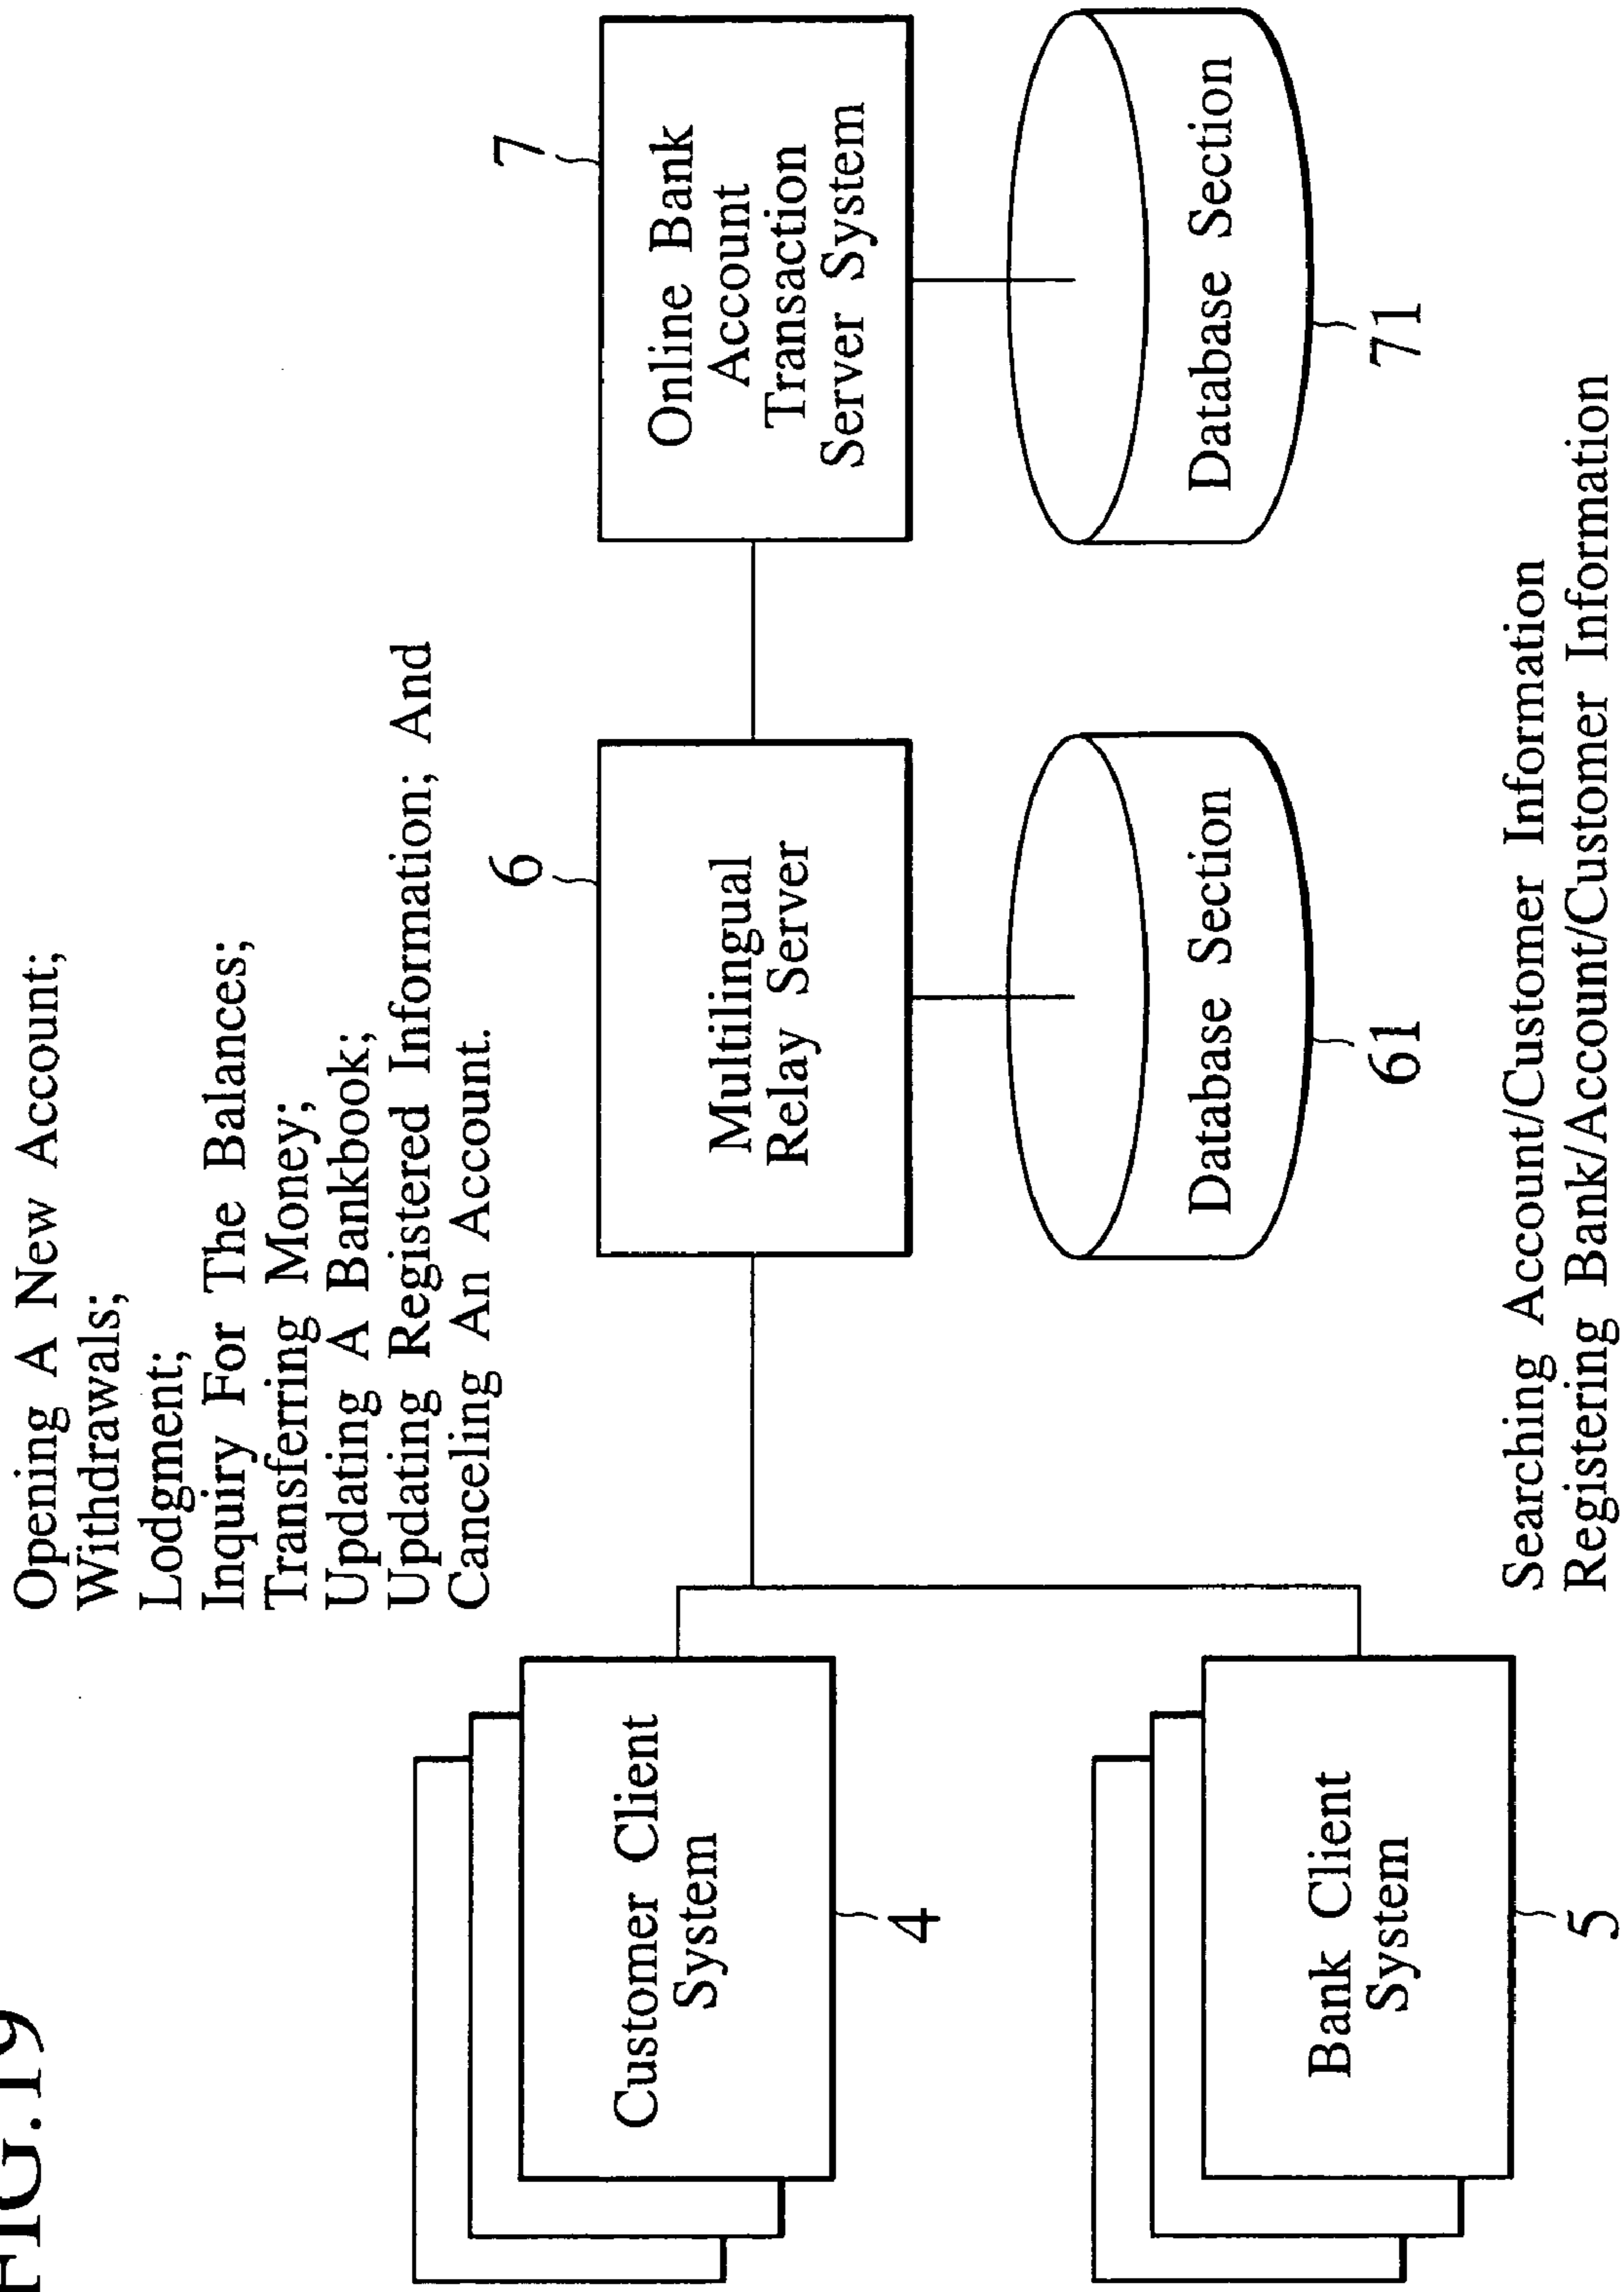 FIG.19
Opening A New Account;
Withdrawals;
Lodgment;
Inquiry For The Balances;
Transferring Money;
Updating A Bankbook;
Updating Registered Information; And
Canceling An Account.
Customer Client
System
4
Bank Client
System
5
6
Multilingual
Relay Server
Database Section
61
7
Online Bank
Account
Transaction
Server System
Database Section
71
Searching Account/Customer Information
Registering Bank/Account/Customer Information